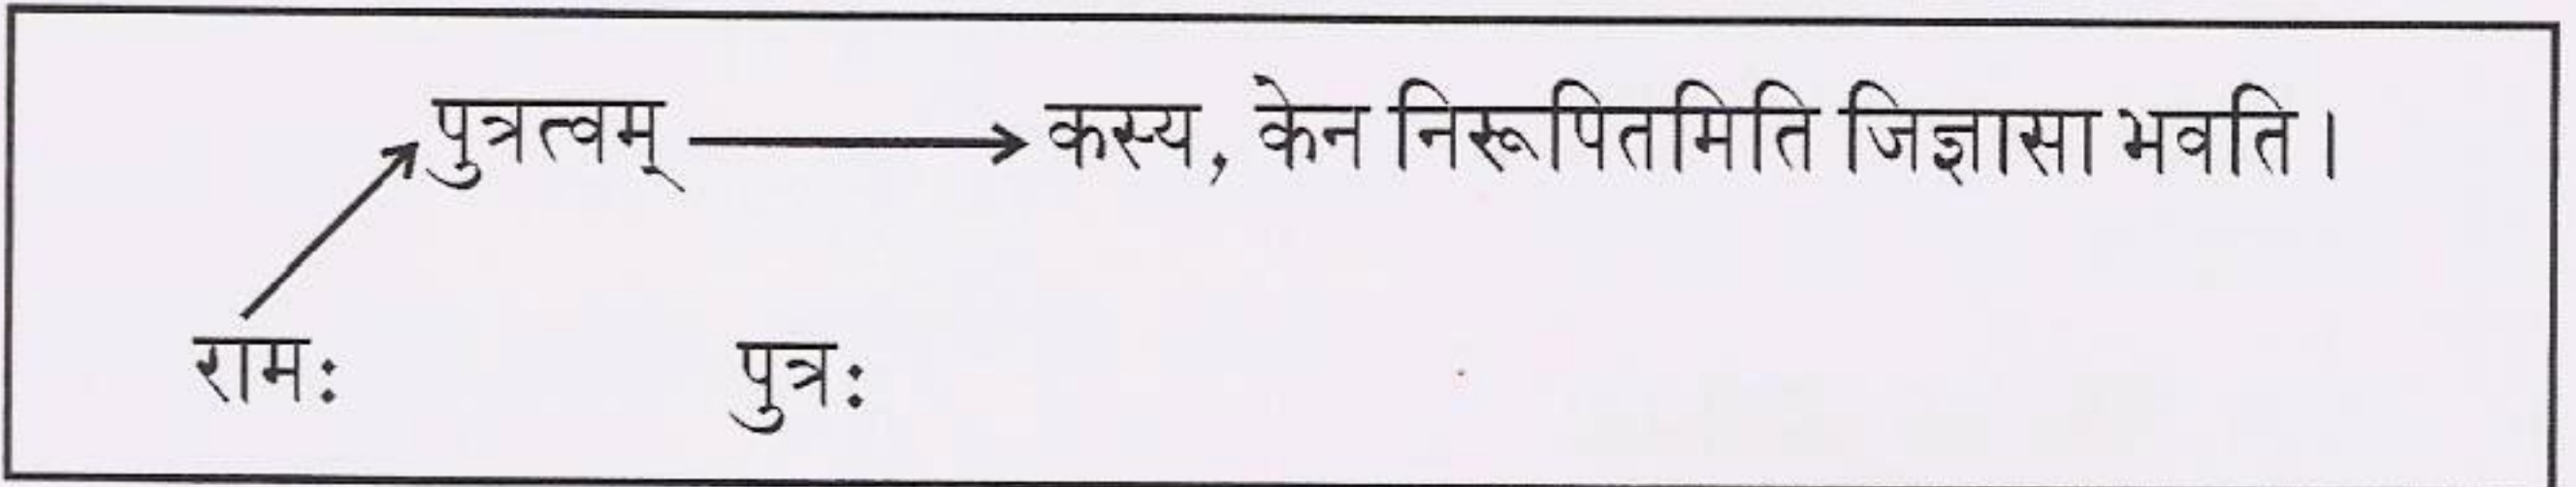 पुत्रत्वम् → कस्य, केन निरूपितमिति जिज्ञासा भवति।
रामः पुत्रः